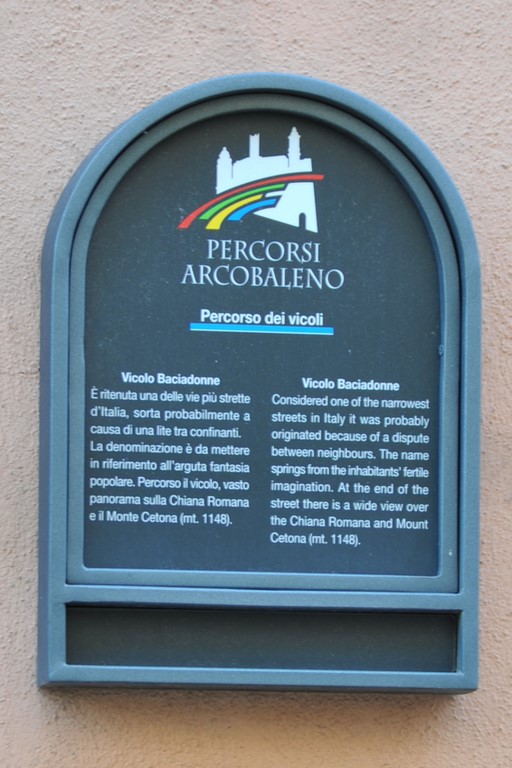 PERCORSI
ARCOBALENO
Percorso dei vicoli
Vicolo Baciadonne
È ritenuta una delle vie più strette
d'Italia, sorta probabilmente a
causa di una lite tra confinanti.
La denominazione è da mettere
in riferimento all'arguta fantasia
popolare. Percorso il vicolo, vasto
panorama sulla Chiana Romana
e il Monte Cetona (mt. 1148).
Vicolo Baciadonne
Considered one of the narrowest
streets in Italy it was probably
originated because of a dispute
between neighbours. The name
springs from the inhabitants' fertile
imagination. At the end of the
street there is a wide view over
the Chiana Romana and Mount
Cetona (mt. 1148).